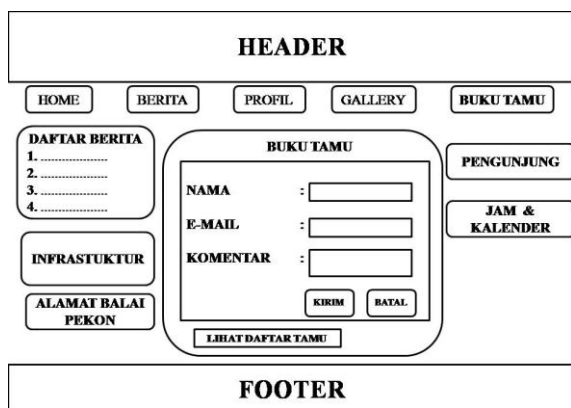 HEADER
HOME
BERITA
PROFIL
GALLERY
BUKU TAMU
DAFTAR BERITA
1. ...................
2. ...................
3. ...................
4. ...................
INFRASTUKTUR
ALAMAT BALAI
PEKON
BUKU TAMU
NAMA :
E-MAIL :
KOMENTAR :
KIRIM
BATAL
LIHAT DAFTAR TAMU
PENGUNJUNG
JAM &
KALENDER
FOOTER